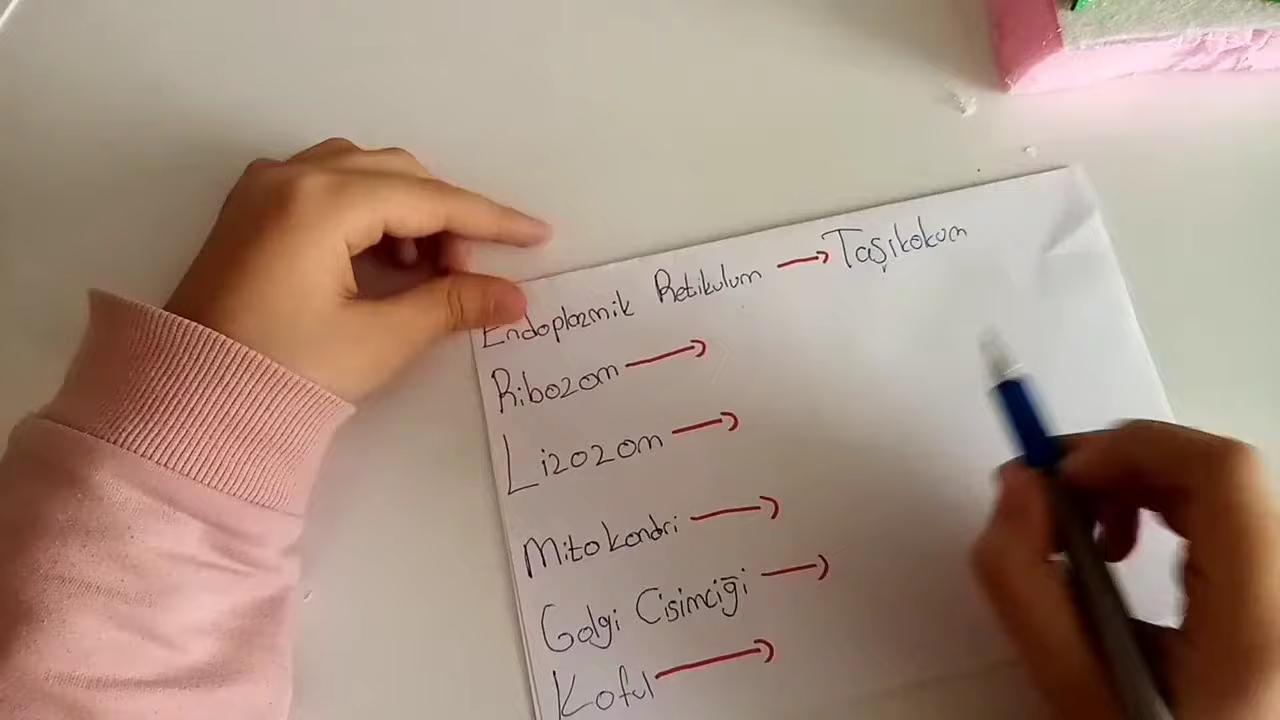 Endoplazmik Retikulum → Taşıkokum
Ribozom →
Lizozom →
Mitokondri →
Golgi Cisimciği →
Koful →